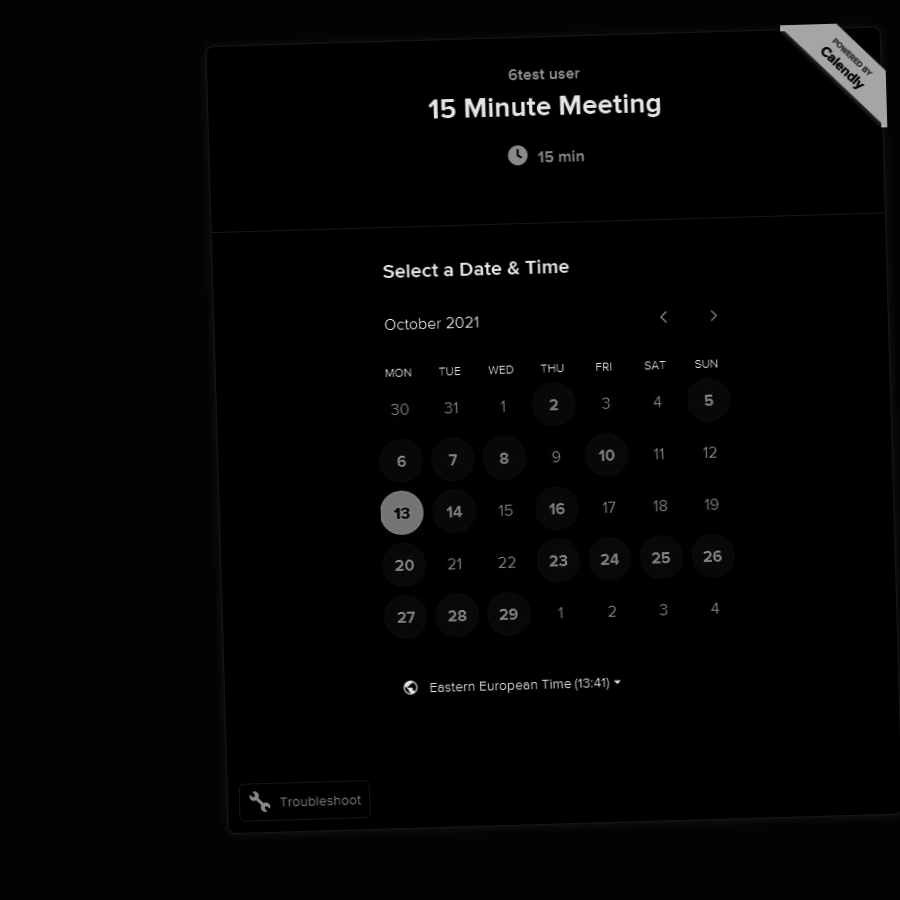 POWERED BY
Calendly
6test user
15 Minute Meeting
15 min
Select a Date & Time
October 2021
MON TUE WED THU FRI SAT SUN
30 31 1 2 3 4 5
6 7 8 9 10 11 12
13 14 15 16 17 18 19
20 21 22 23 24 25 26
27 28 29 1 2 3 4
Eastern European Time (13:41)
Troubleshoot